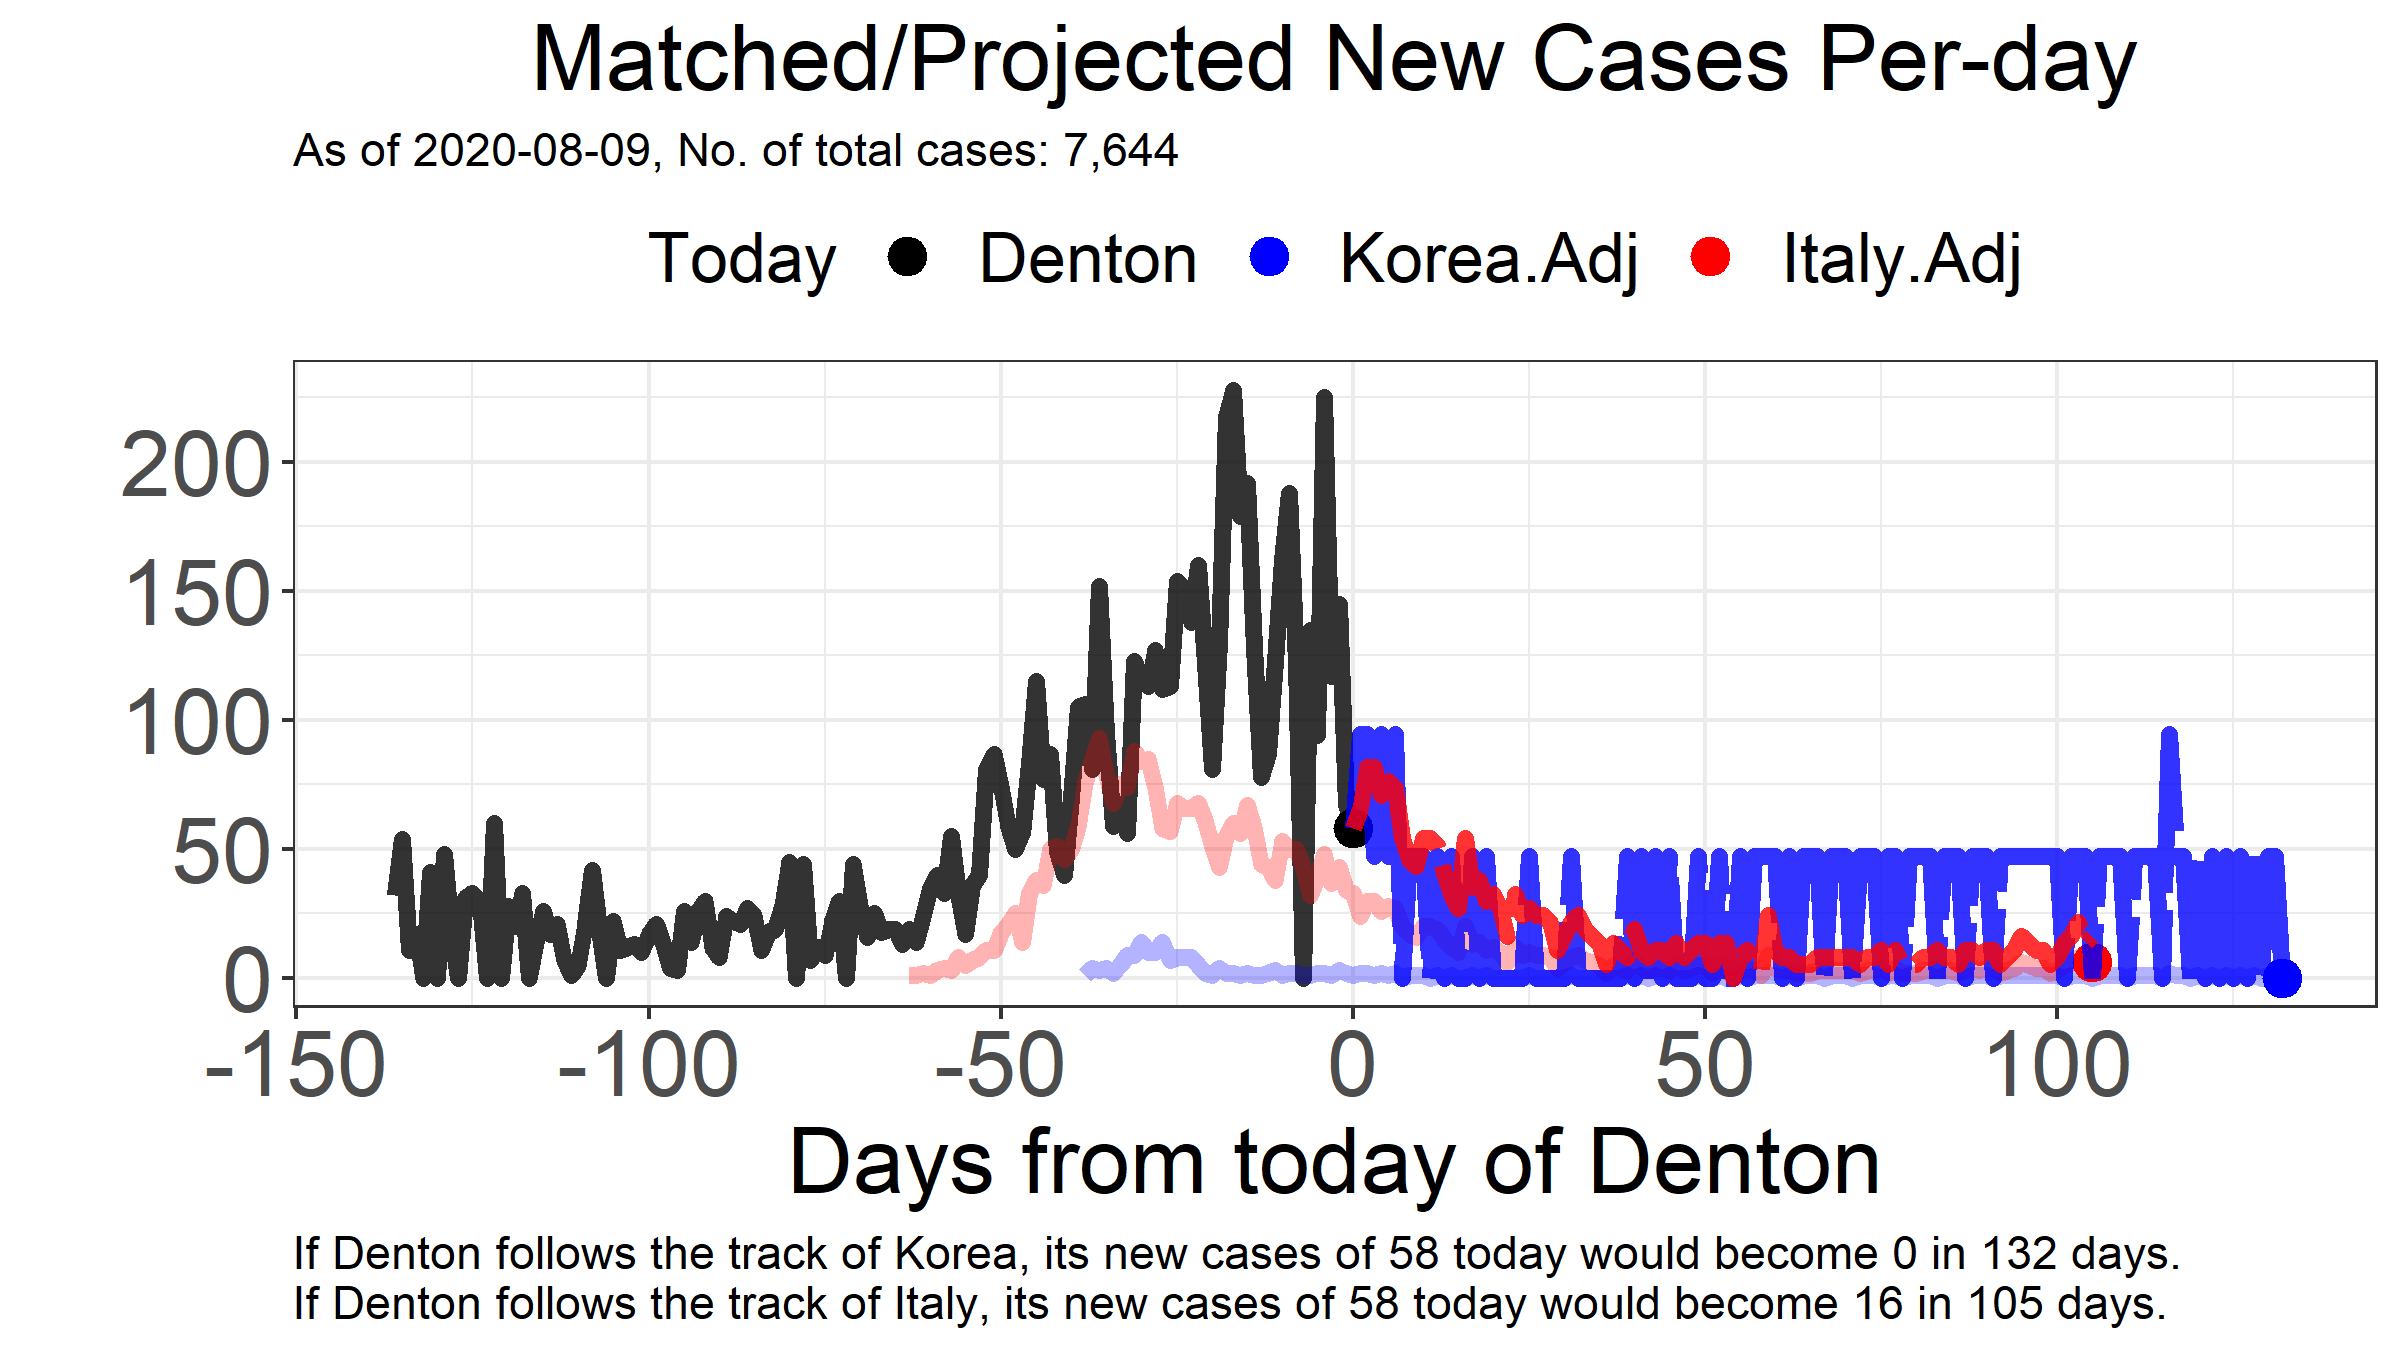 Matched/Projected New Cases Per-day
As of 2020-08-09, No. of total cases: 7,644
Today Denton Korea.Adj Italy.Adj
200
150
100
50
0
-150 -100 -50 0 50 100
Days from today of Denton
If Denton follows the track of Korea, its new cases of 58 today would become 0 in 132 days.
If Denton follows the track of Italy, its new cases of 58 today would become 16 in 105 days.